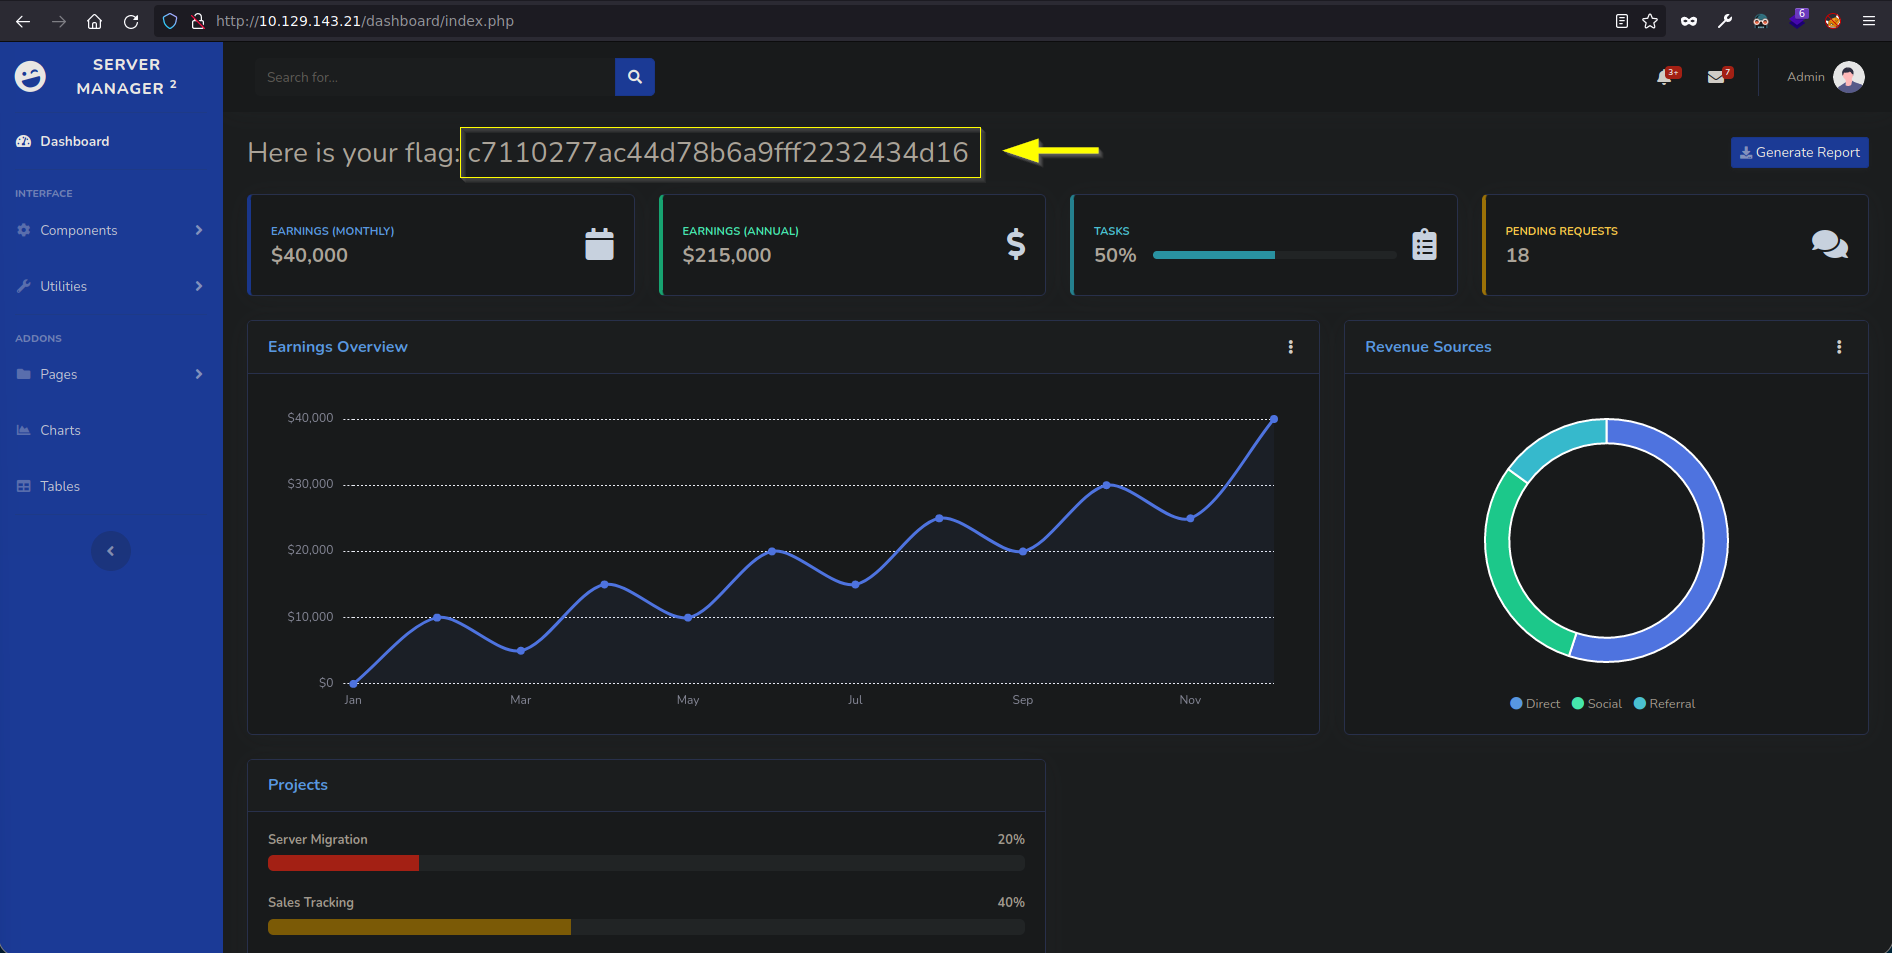 http://10.129.143.21/dashboard/index.php
6
SERVER
MANAGER 2
Search for...
3+
7
Admin
Dashboard
Here is your flag: c7110277ac44d78b6a9fff2232434d16
Generate Report
INTERFACE
Components
Utilities
ADDONS
Pages
Charts
Tables
EARNINGS (MONTHLY)
$40,000
EARNINGS (ANNUAL)
$215,000
TASKS
50%
PENDING REQUESTS
18
Earnings Overview
$40,000
$30,000
$20,000
$10,000
$0
Jan Mar May Jul Sep Nov
Revenue Sources
Direct Social Referral
Projects
Server Migration 20%
Sales Tracking 40%